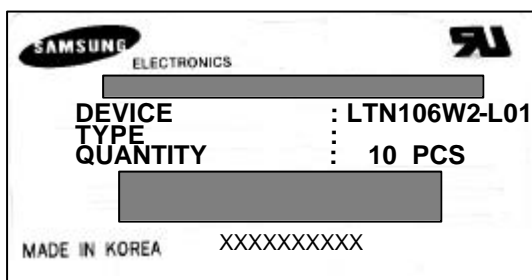 SAMSUNG
ELECTRONICS
DEVICE : LTN106W2-L01
TYPE :
QUANTITY : 10 PCS
MADE IN KOREA XXXXXXXXXX